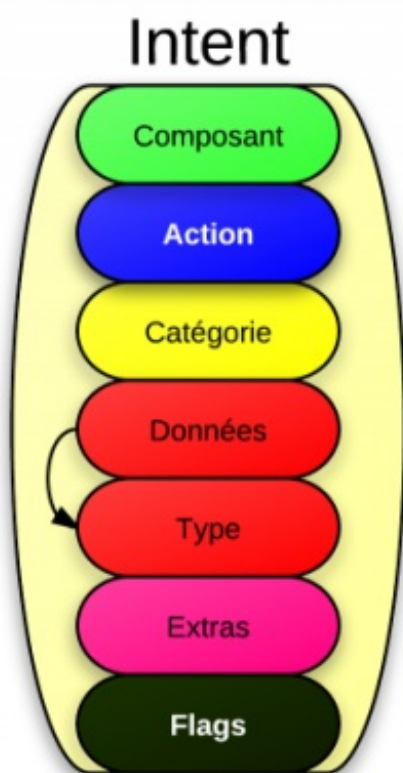 Intent
Composant
Action
Catégorie
Données
Type
Extras
Flags